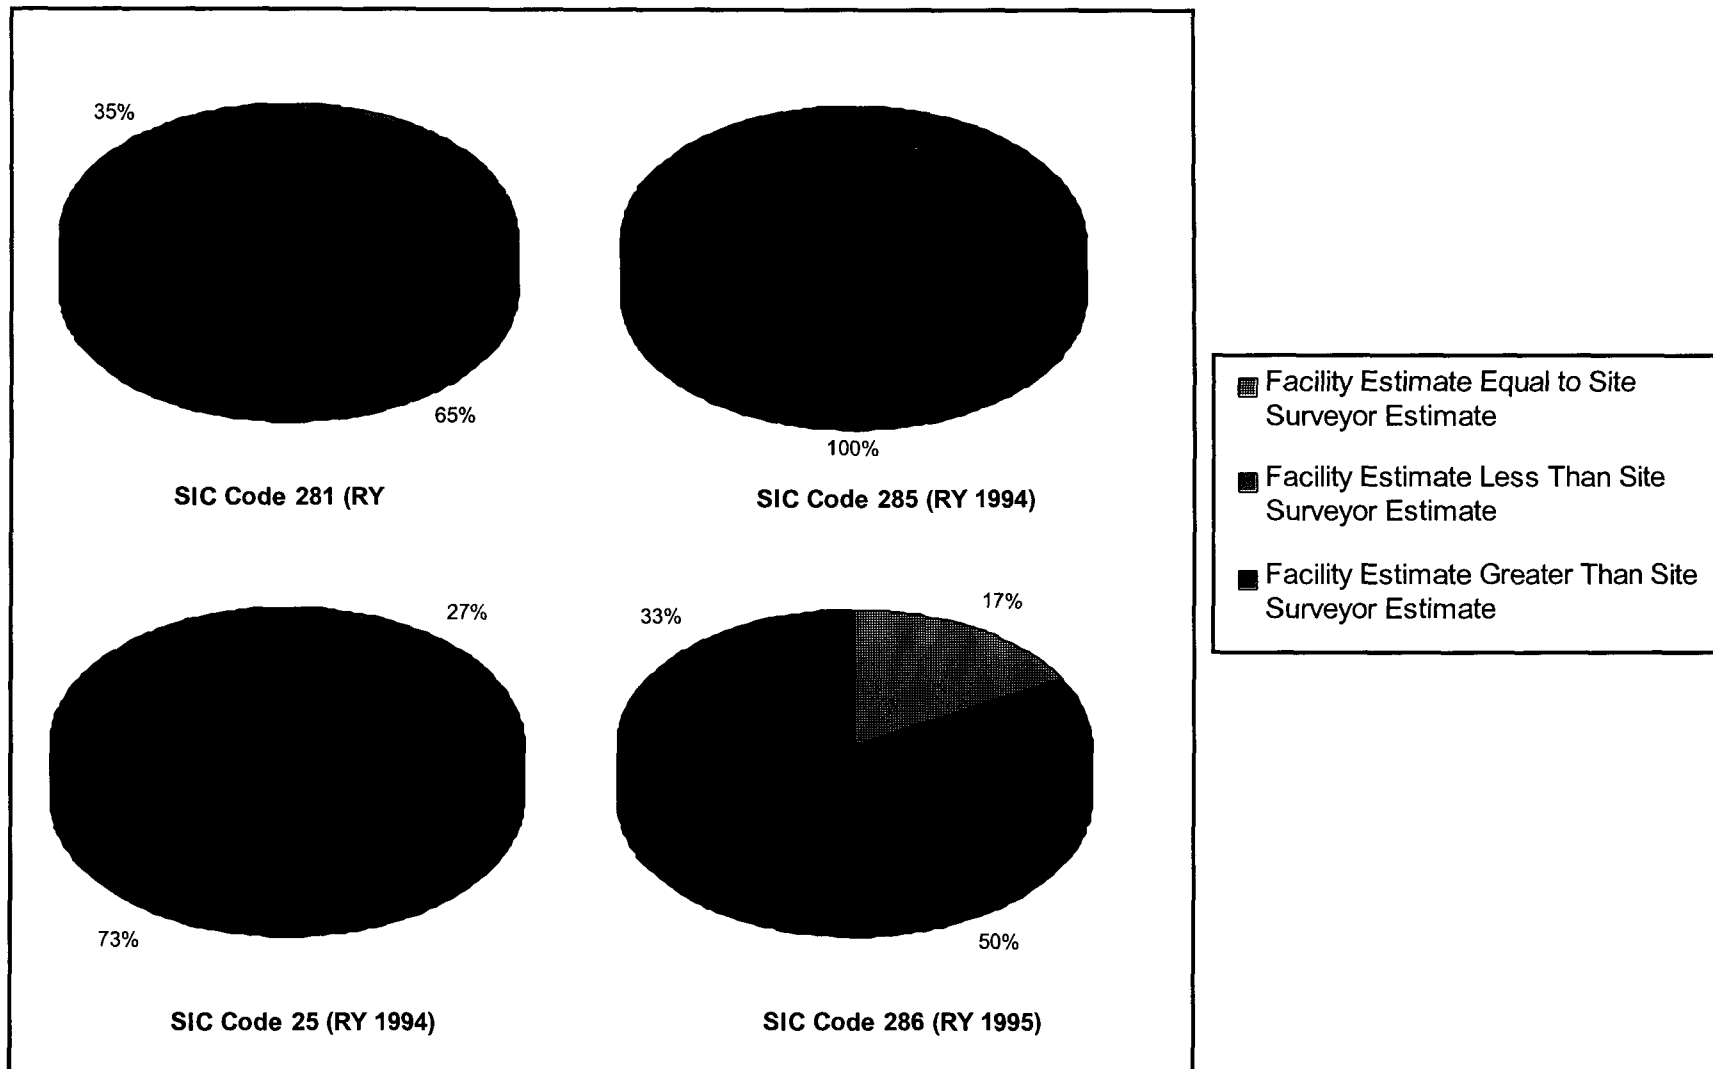 35%
65%
SIC Code 281 (RY
100%
SIC Code 285 (RY 1994)
27%
73%
SIC Code 25 (RY 1994)
33%
17%
50%
SIC Code 286 (RY 1995)
Facility Estimate Equal to Site
Surveyor Estimate
Facility Estimate Less Than Site
Surveyor Estimate
Facility Estimate Greater Than Site
Surveyor Estimate